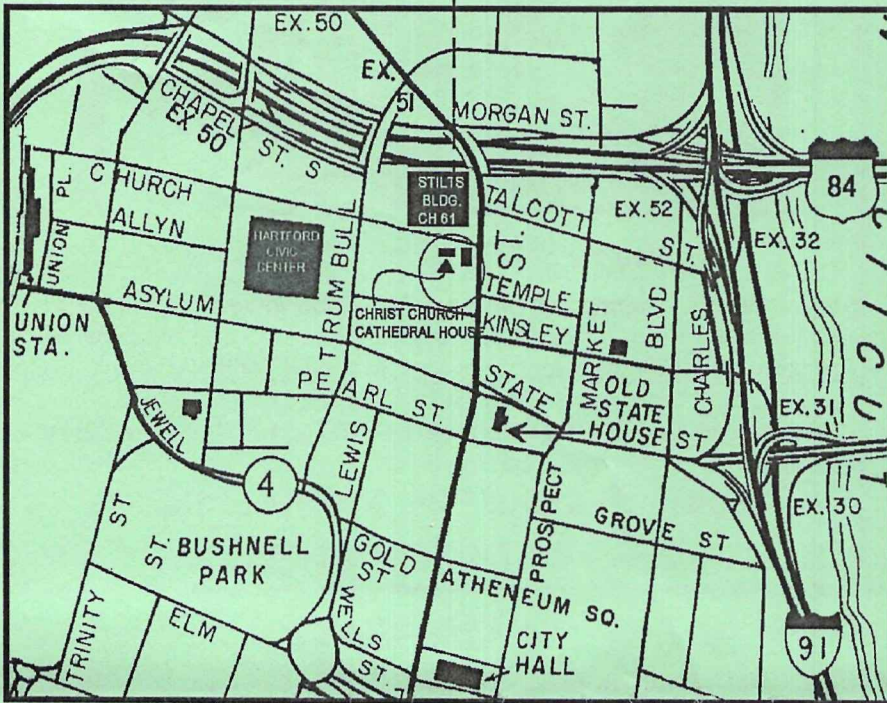 EX. 50
EX.
51
MORGAN ST.
CHAPEL
EX 50
ST. S
84
CHURCH
PL.
STILTS
BLDG.
CH 61
TALCOTT
ST.
EX. 52
ALLYN
UNION
HARTFORD
CIVIC
CENTER
TRUMBULL
ST.
EX. 32
ASYLUM
TEMPLE
CHRIST CHURCH
CATHEDRAL HOUS
KINSLEY
MARKET
BLVD
CHARLES
UNION
STA.
PEARL ST.
STATE
OLD
STATE
HOUSE
ST
EX. 31
JEWELL
LEWIS
4
PROSPECT
GROVE ST
EX. 30
ST
ST.
BUSHNELL
PARK
GOLD
ST
ATHENEUM SQ.
WELLS
ST.
TRINITY
ELM
CITY
HALL
91
CTICUT